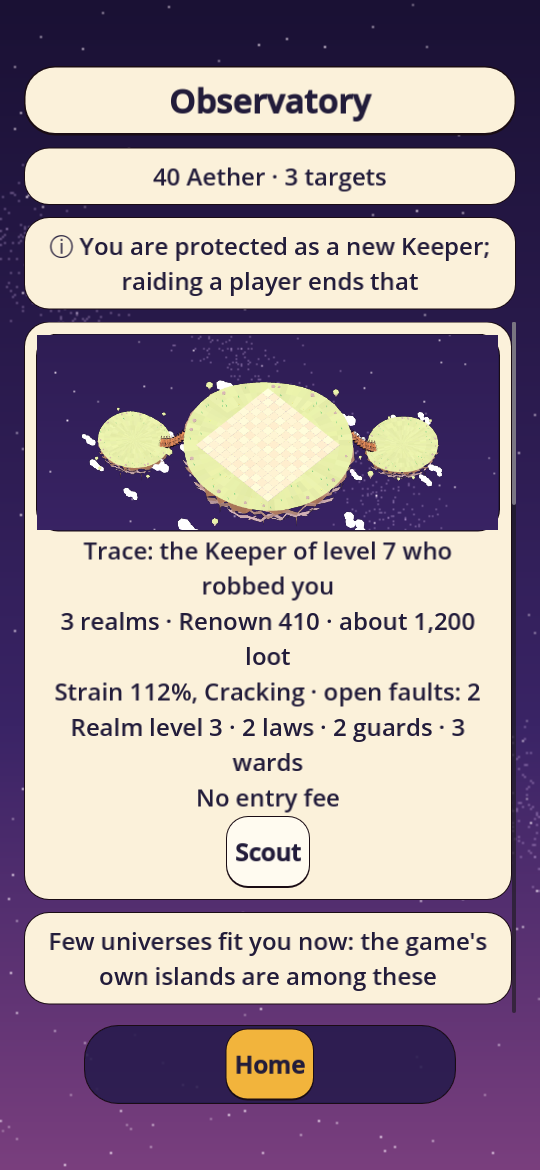 Observatory
40 Aether · 3 targets
ⓘ You are protected as a new Keeper;
raiding a player ends that
Trace: the Keeper of level 7 who
robbed you
3 realms · Renown 410 · about 1,200
loot
Strain 112%, Cracking · open faults: 2
Realm level 3 · 2 laws · 2 guards · 3
wards
No entry fee
Scout
Few universes fit you now: the game's
own islands are among these
Home